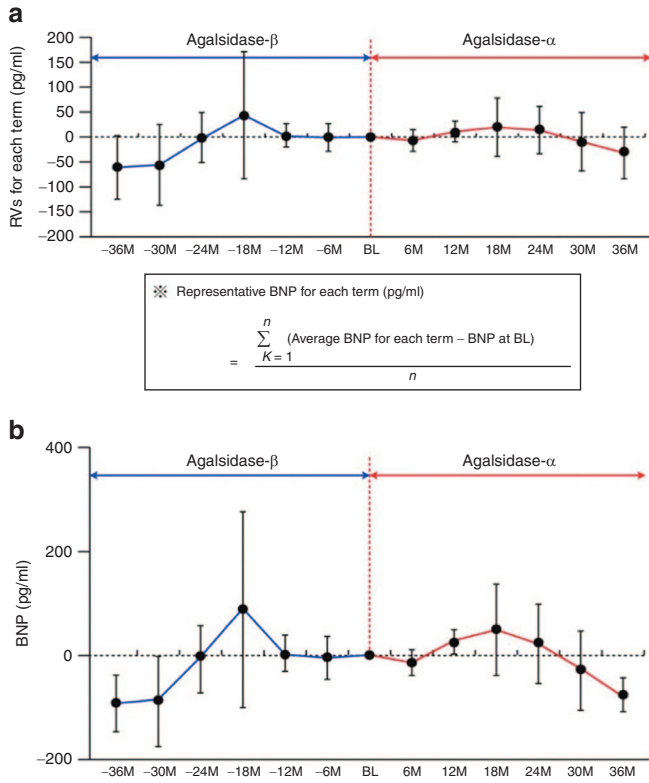 a
Agalsidase-β
Agalsidase-α
RVs for each term (pg/ml)
200
150
100
50
0
−50
−100
−150
−200
−36M −30M −24M −18M −12M −6M BL 6M 12M 18M 24M 30M 36M
※ Representative BNP for each term (pg/ml)
n
∑ (Average BNP for each term − BNP at BL)
K = 1
=
n
b
Agalsidase-β
Agalsidase-α
BNP (pg/ml)
400
200
0
−200
−36M −30M −24M −18M −12M −6M BL 6M 12M 18M 24M 30M 36M